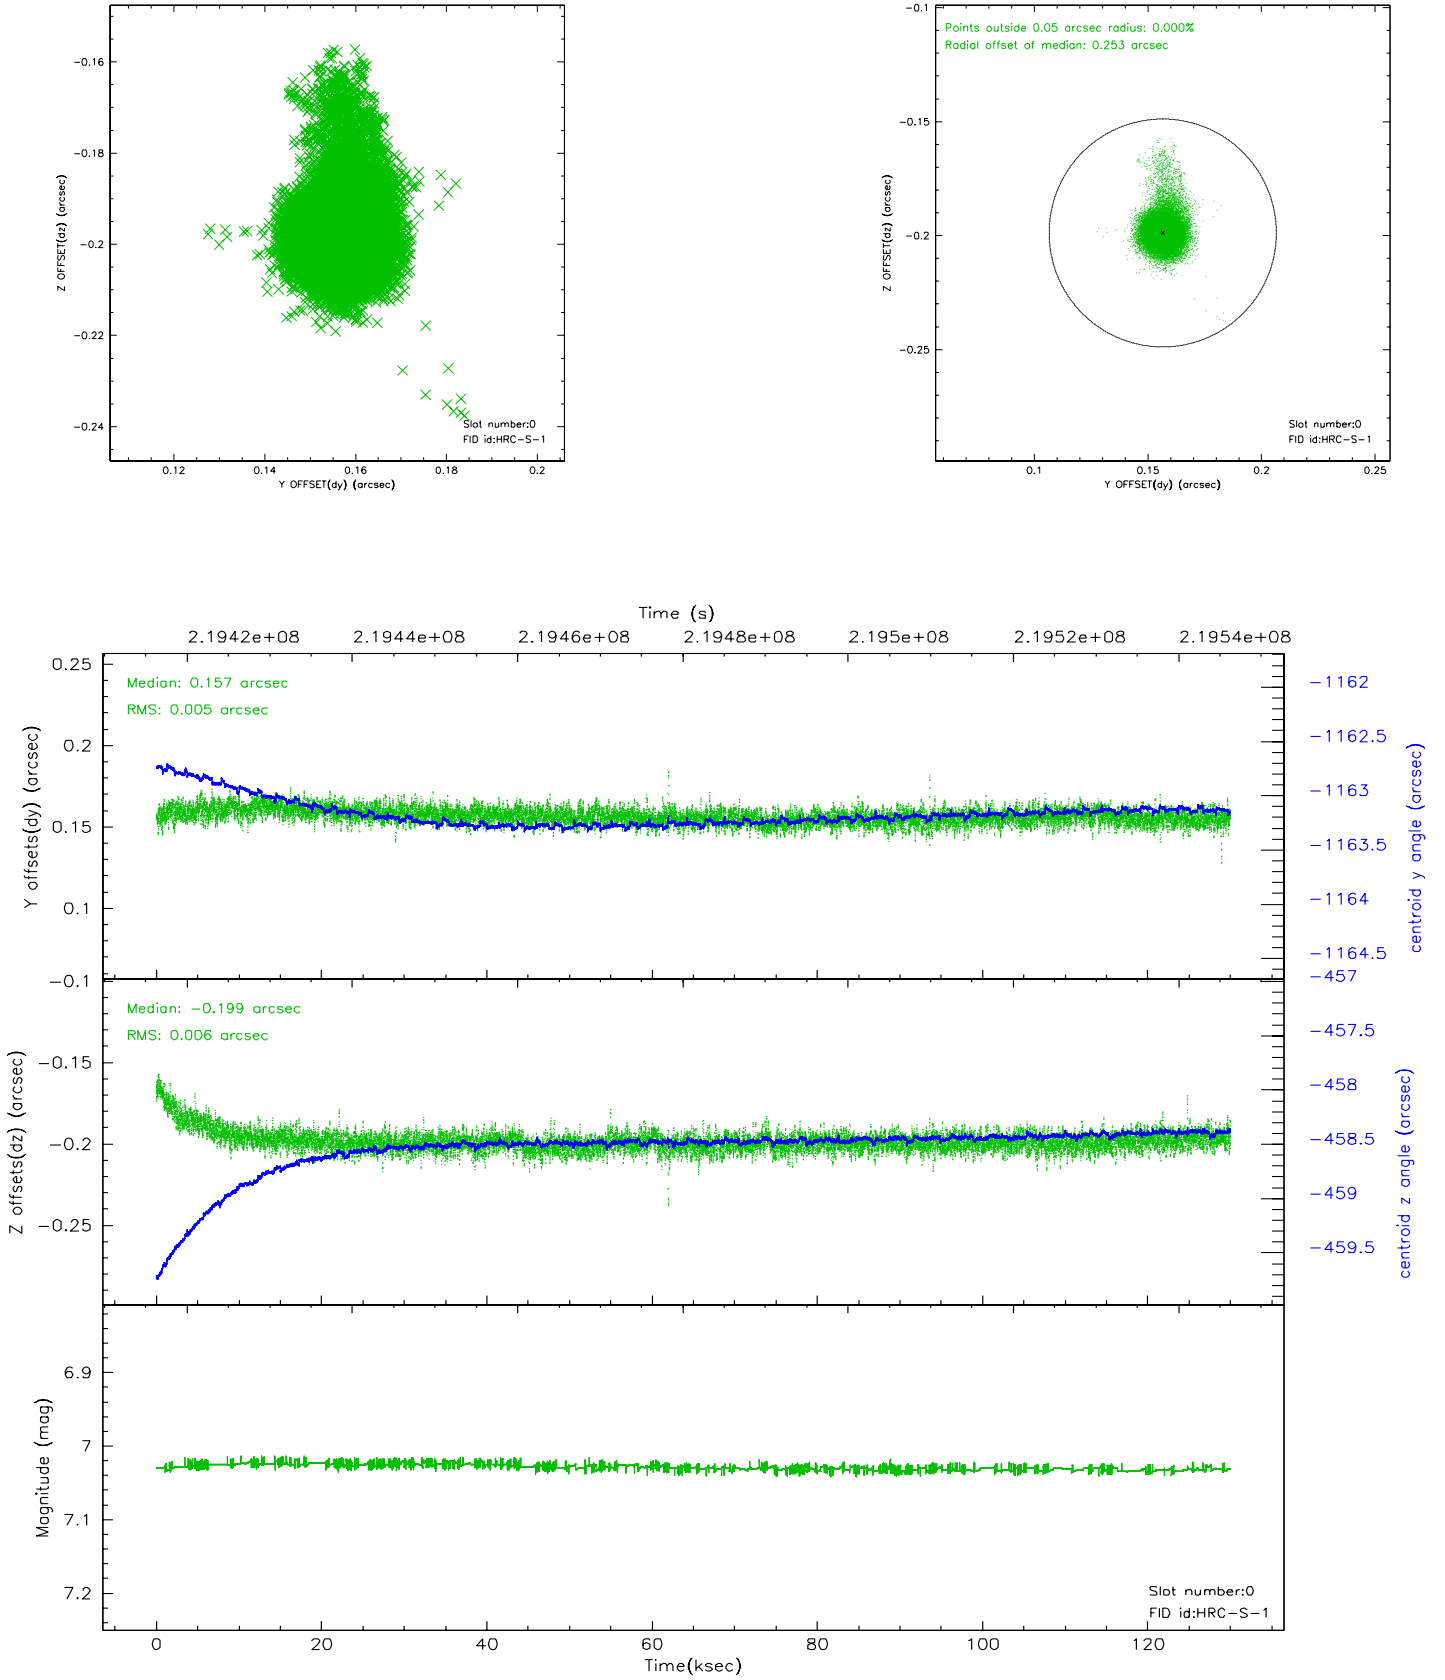 -0.16
-0.18
-0.2
-0.22
-0.24
Z OFFSET(dz) (arcsec)
Slot number:0
FID id:HRC-S-1
0.12 0.14 0.16 0.18 0.2
Y OFFSET(dy) (arcsec)
-0.1
-0.15
-0.2
-0.25
Z OFFSET(dz) (arcsec)
Points outside 0.05 arcsec radius: 0.000%
Radial offset of median: 0.253 arcsec
Slot number:0
FID id:HRC-S-1
0.1 0.15 0.2 0.25
Y OFFSET(dy) (arcsec)
Time (s)
2.1942e+08 2.1944e+08 2.1946e+08 2.1948e+08 2.195e+08 2.1952e+08 2.1954e+08
0.25
0.2
0.15
0.1
Y offsets(dy) (arcsec)
Median: 0.157 arcsec
RMS: 0.005 arcsec
-1162
-1162.5
-1163
-1163.5
-1164
-1164.5
centroid y angle (arcsec)
-0.1
-0.15
-0.2
-0.25
Z offsets(dz) (arcsec)
Median: -0.199 arcsec
RMS: 0.006 arcsec
-457
-457.5
-458
-458.5
-459
-459.5
centroid z angle (arcsec)
6.9
7
7.1
7.2
Magnitude (mag)
Slot number:0
FID id:HRC-S-1
0 20 40 60 80 100 120
Time(ksec)